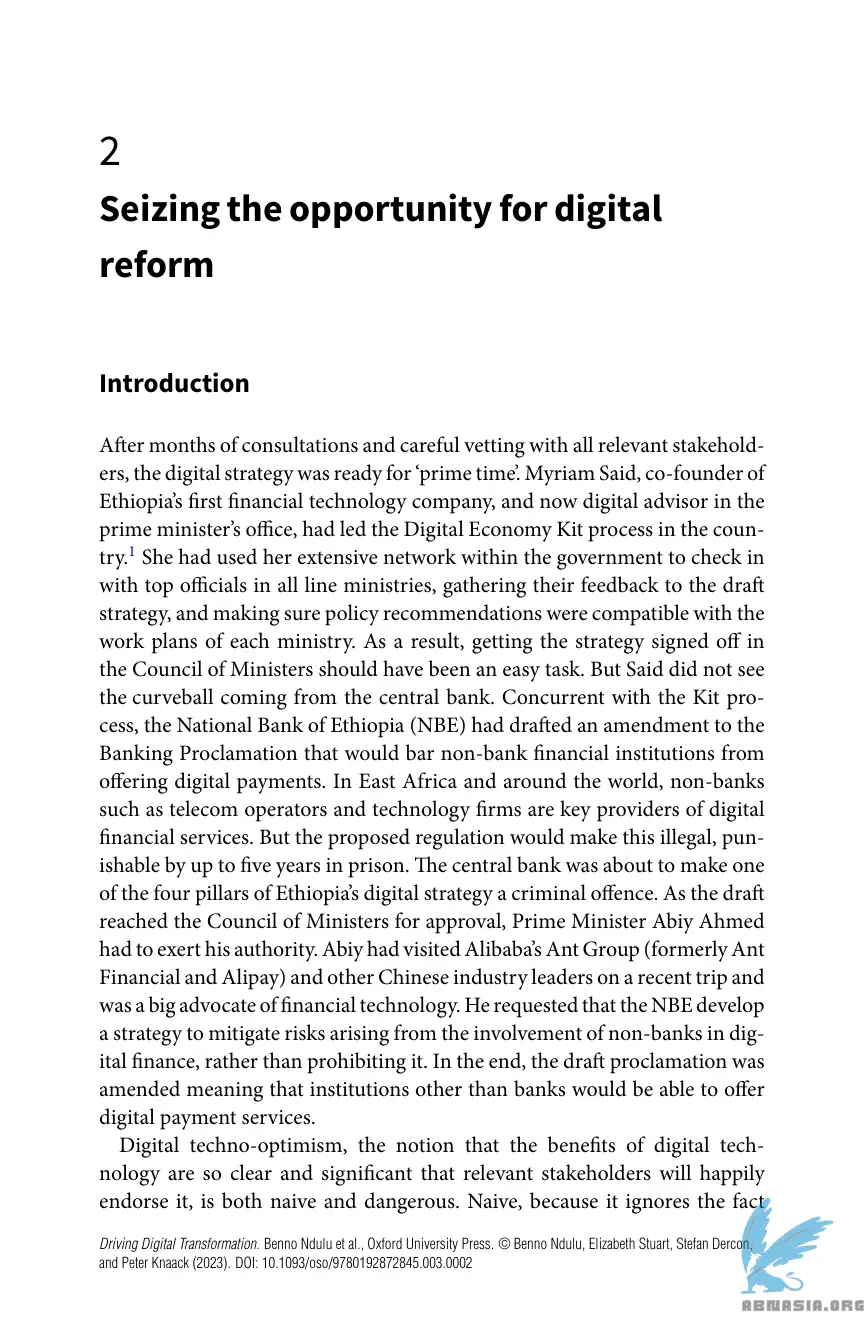 2
Seizing the opportunity for digital
reform
Introduction
After months of consultations and careful vetting with all relevant stakehold-
ers, the digital strategy was ready for ‘prime time’. Myriam Said, co-founder of
Ethiopia’s first financial technology company, and now digital advisor in the
prime minister’s office, had led the Digital Economy Kit process in the coun-
try.1 She had used her extensive network within the government to check in
with top officials in all line ministries, gathering their feedback to the draft
strategy, and making sure policy recommendations were compatible with the
work plans of each ministry. As a result, getting the strategy signed off in
the Council of Ministers should have been an easy task. But Said did not see
the curveball coming from the central bank. Concurrent with the Kit pro-
cess, the National Bank of Ethiopia (NBE) had drafted an amendment to the
Banking Proclamation that would bar non-bank financial institutions from
offering digital payments. In East Africa and around the world, non-banks
such as telecom operators and technology firms are key providers of digital
financial services. But the proposed regulation would make this illegal, pun-
ishable by up to five years in prison. The central bank was about to make one
of the four pillars of Ethiopia’s digital strategy a criminal offence. As the draft
reached the Council of Ministers for approval, Prime Minister Abiy Ahmed
had to exert his authority. Abiy had visited Alibaba’s Ant Group (formerly Ant
Financial and Alipay) and other Chinese industry leaders on a recent trip and
was a big advocate of financial technology. He requested that the NBE develop
a strategy to mitigate risks arising from the involvement of non-banks in dig-
ital finance, rather than prohibiting it. In the end, the draft proclamation was
amended meaning that institutions other than banks would be able to offer
digital payment services.
Digital techno-optimism, the notion that the benefits of digital tech-
nology are so clear and significant that relevant stakeholders will happily
endorse it, is both naive and dangerous. Naive, because it ignores the fact
Driving Digital Transformation. Benno Ndulu et al., Oxford University Press. © Benno Ndulu, Elizabeth Stuart, Stefan Dercon,
and Peter Knaack (2023). DOI: 10.1093/oso/9780192872845.003.0002
ABNASIA.ORG